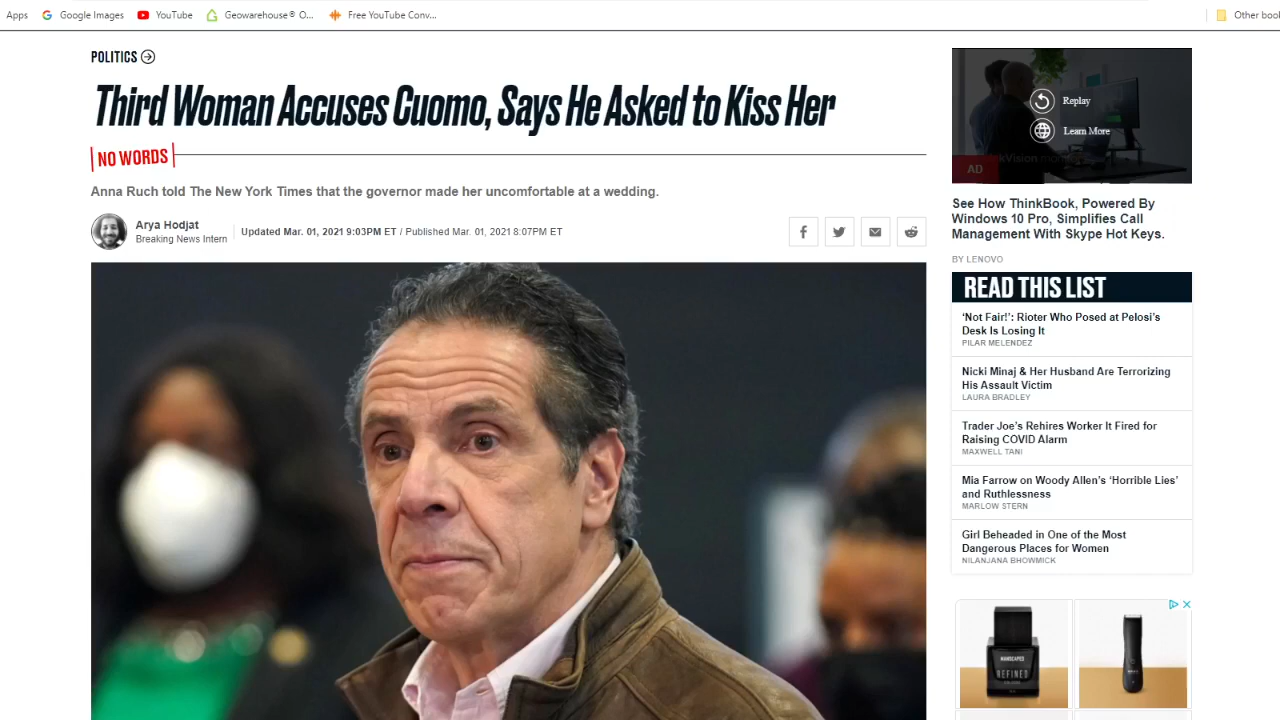 Apps
Google Images
YouTube
Geowarehouse® O...
Free YouTube Conv...
Other book
POLITICS
Third Woman Accuses Cuomo, Says He Asked to Kiss Her
NO WORDS
Anna Ruch told The New York Times that the governor made her uncomfortable at a wedding.
Arya Hodjat
Breaking News Intern
Updated Mar. 01, 2021 9:03PM ET / Published Mar. 01, 2021 8:07PM ET
Replay
Learn More
AD
See How ThinkBook, Powered By
Windows 10 Pro, Simplifies Call
Management With Skype Hot Keys.
BY LENOVO
READ THIS LIST
‘Not Fair!’: Rioter Who Posed at Pelosi’s
Desk Is Losing It
PILAR MELENDEZ
Nicki Minaj & Her Husband Are Terrorizing
His Assault Victim
LAURA BRADLEY
Trader Joe’s Rehires Worker It Fired for
Raising COVID Alarm
MAXWELL TANI
Mia Farrow on Woody Allen’s ‘Horrible Lies’
and Ruthlessness
MARLOW STERN
Girl Beheaded in One of the Most
Dangerous Places for Women
NILANJANA BHOWMICK
MANSCAPED
REFINED